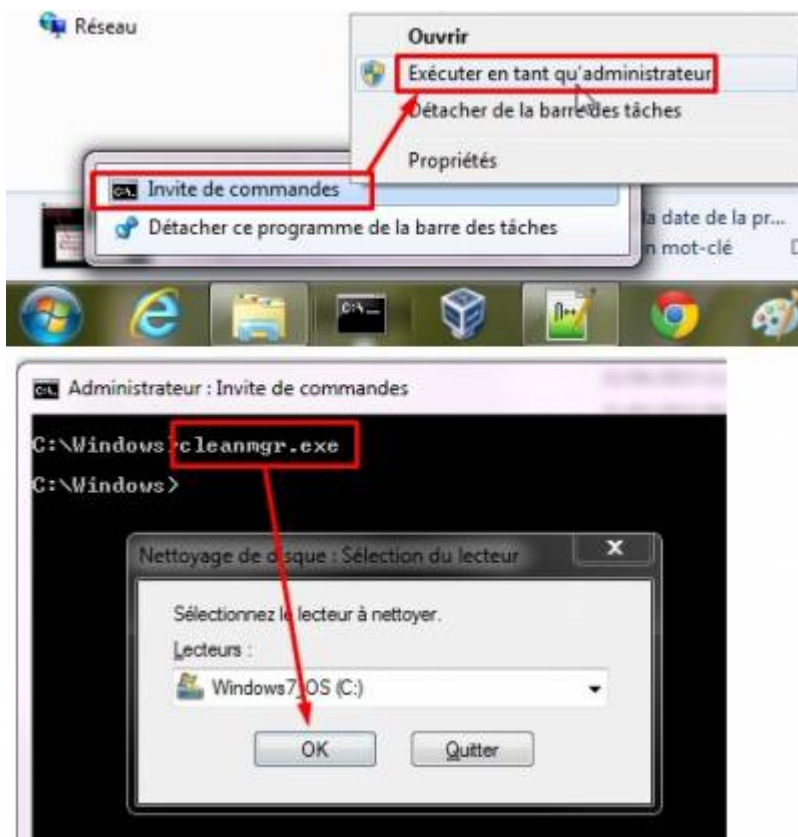 Réseau
Ouvrir
Exécuter en tant qu'administrateur
Détacher de la barre des tâches
Propriétés
Invite de commandes
Détacher ce programme de la barre des tâches
la date de la pr...
mot-clé
Administrateur : Invite de commandes
C:\Windows>cleanmgr.exe
C:\Windows>
Nettoyage de disque : Sélection du lecteur
Sélectionnez le lecteur à nettoyer.
Lecteurs :
Windows7_OS (C:)
OK
Quitter